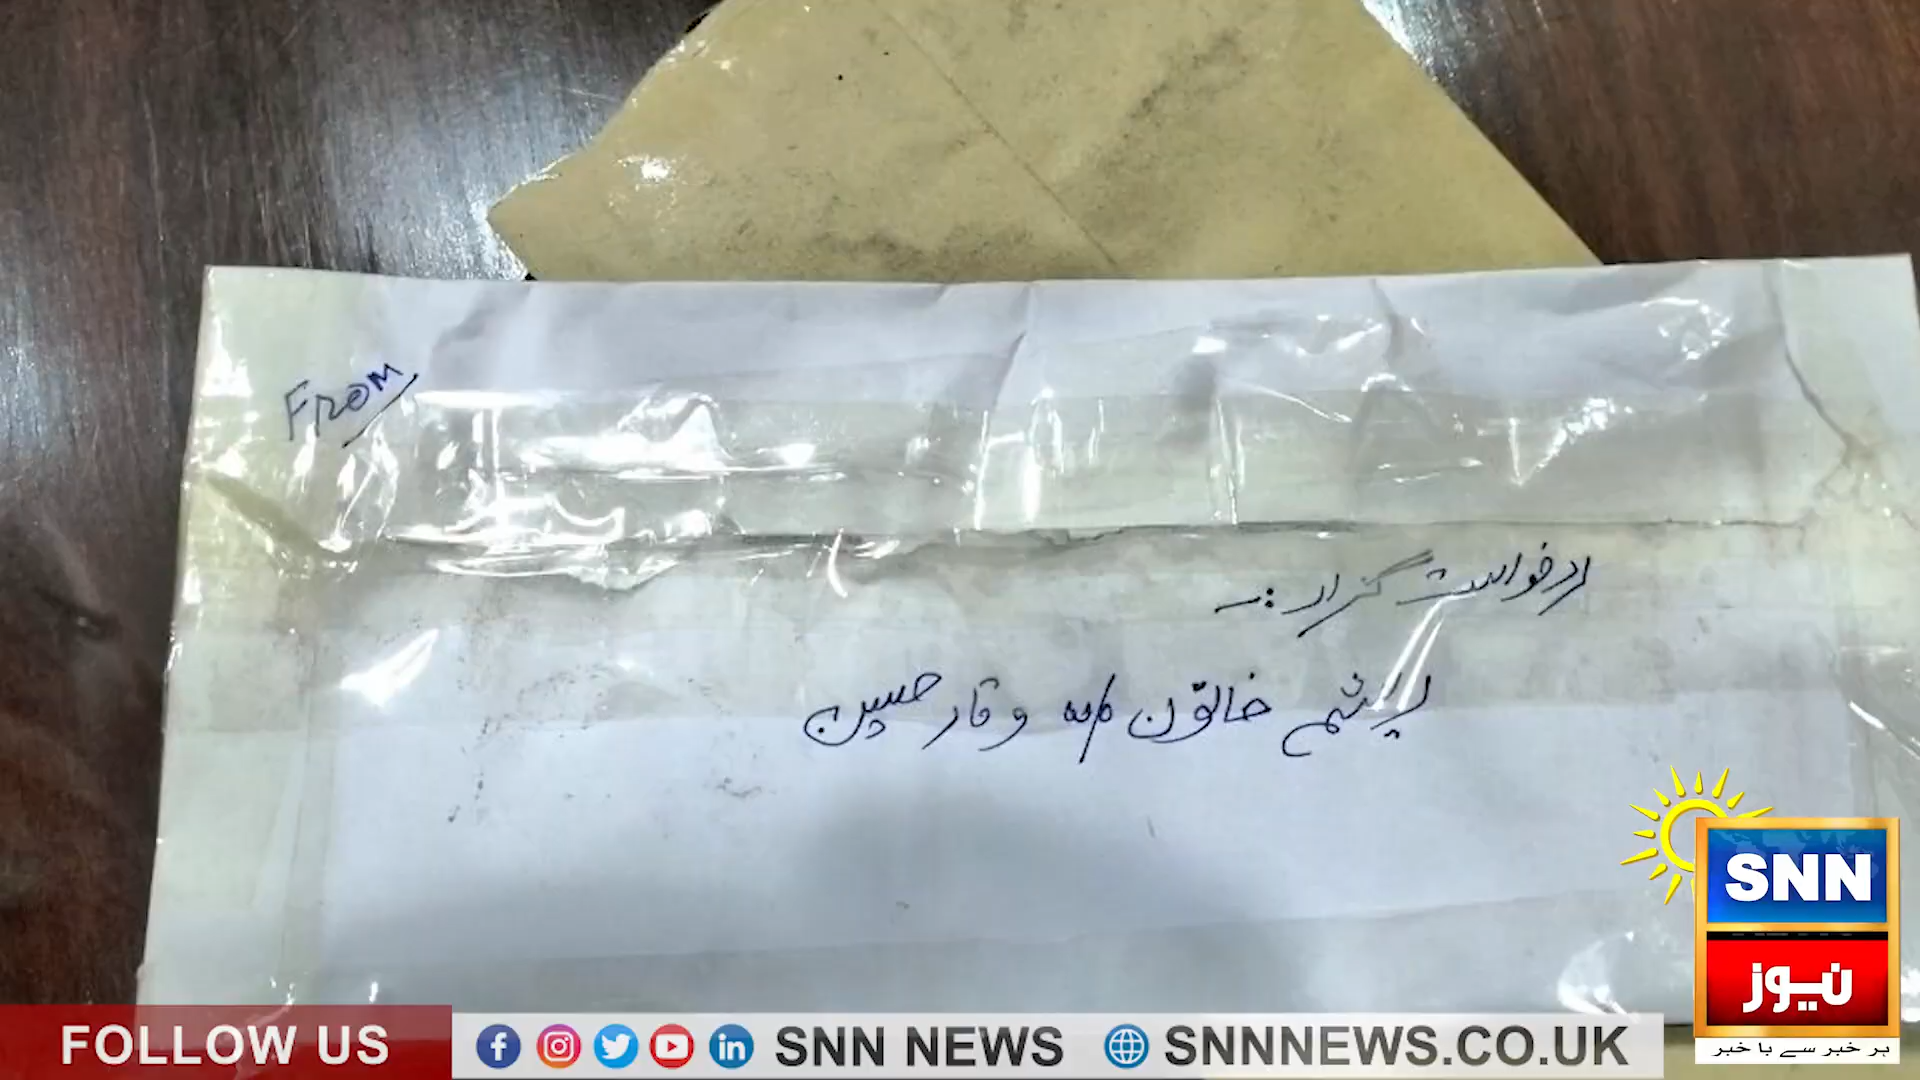 From
درخواست گزار :-
ریشم خاتون w/o وقار حسین
SNN
نیوز
ہر خبر سے با خبر
FOLLOW US
SNN NEWS
SNNNEWS.CO.UK